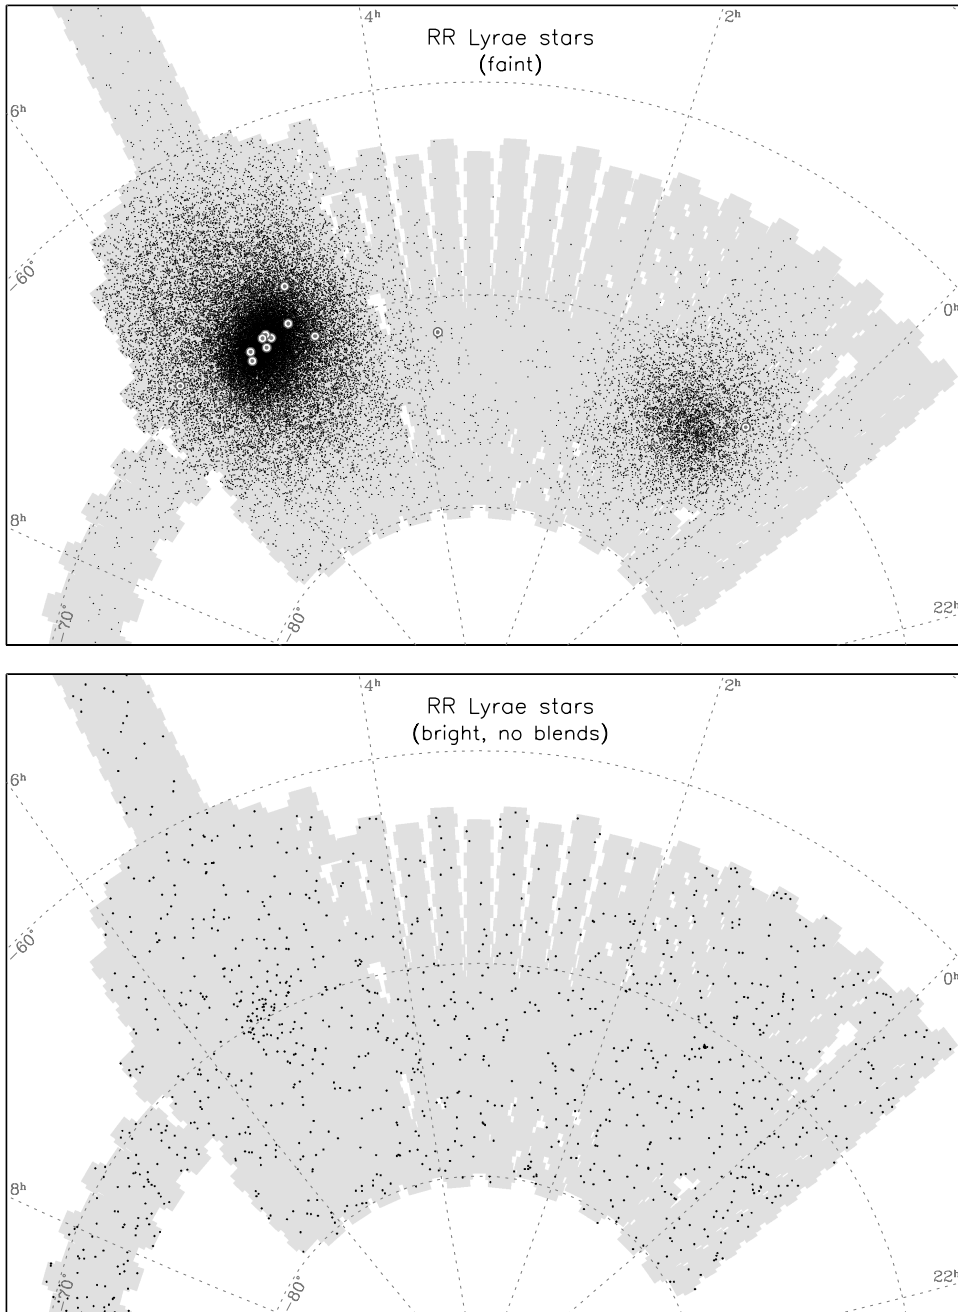 4ʰ
2ʰ
RR Lyrae stars
(faint)
6ʰ
−60°
0ʰ
8ʰ
−70°
−80°
22ʰ
4ʰ
2ʰ
RR Lyrae stars
(bright, no blends)
6ʰ
−60°
0ʰ
8ʰ
−70°
−80°
22ʰ